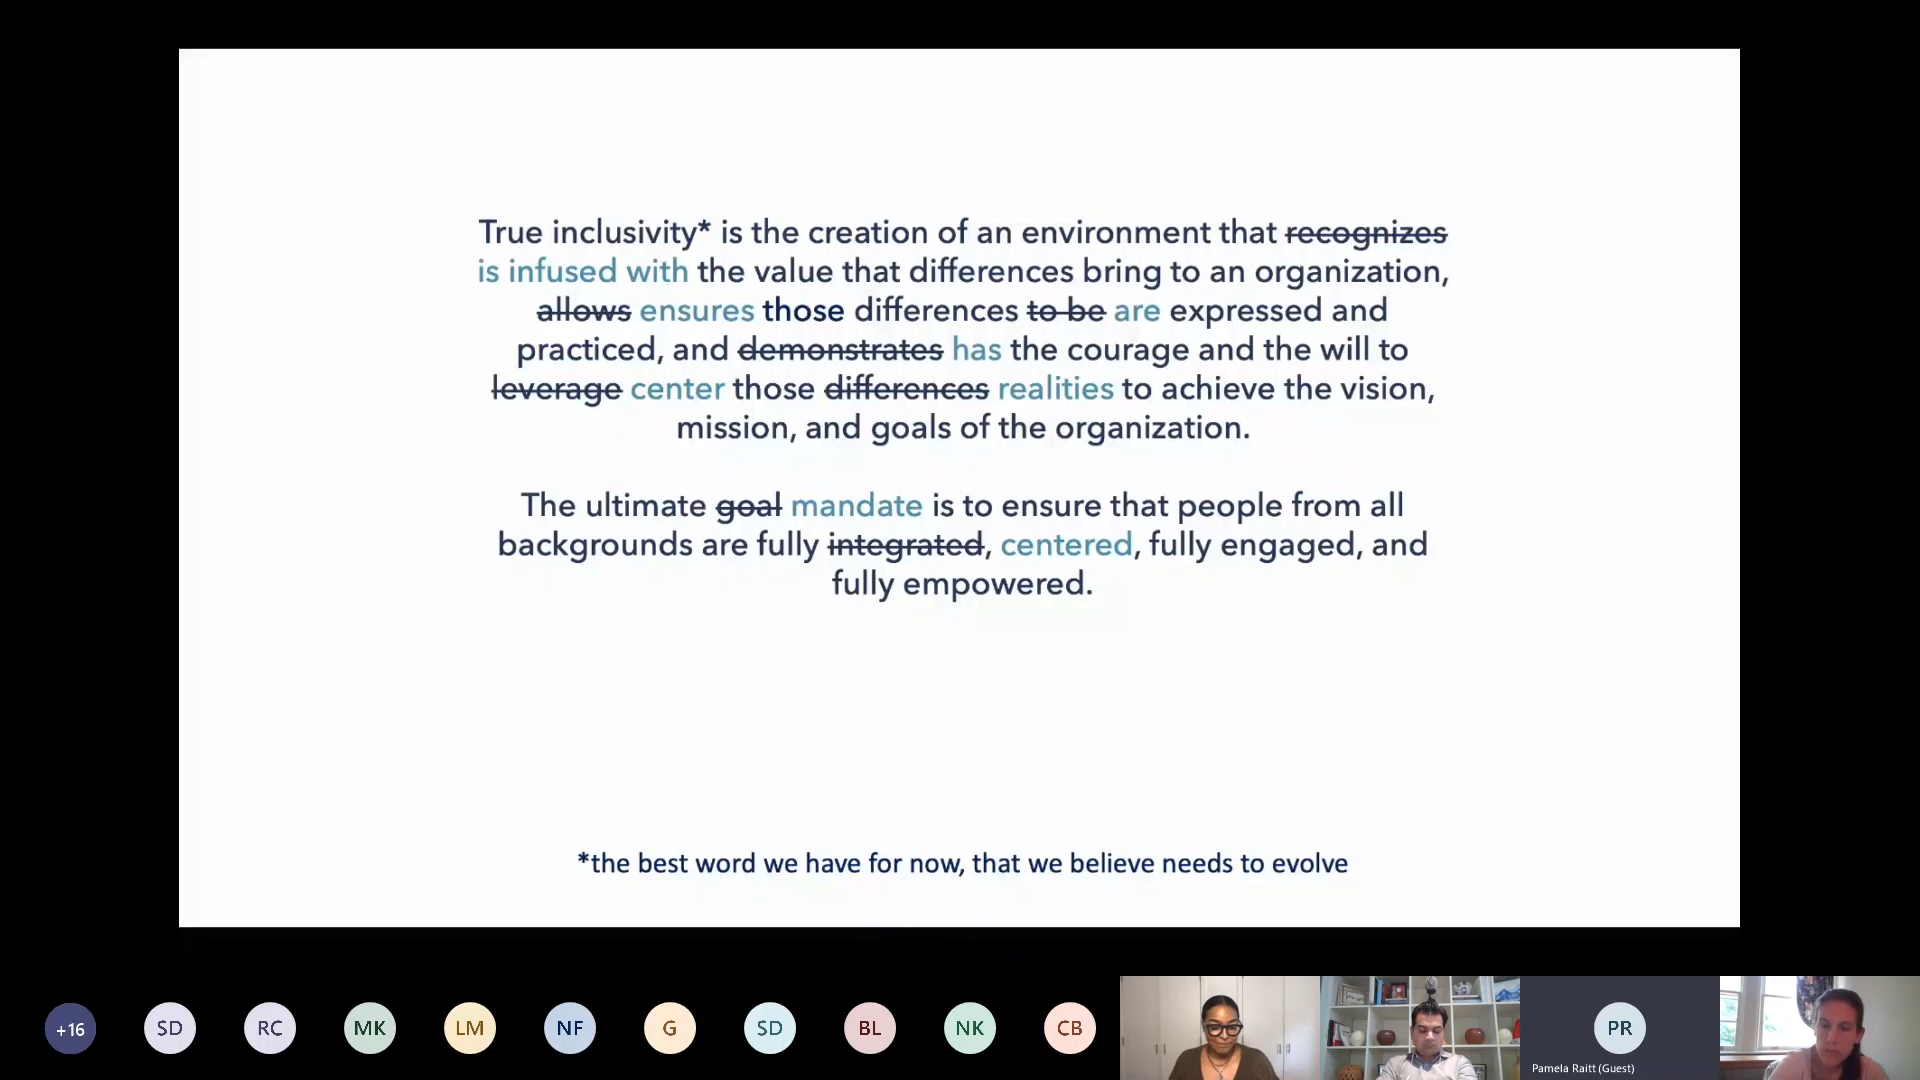 True inclusivity* is the creation of an environment that recognizes
is infused with the value that differences bring to an organization,
allows ensures those differences to be are expressed and
practiced, and demonstrates has the courage and the will to
leverage center those differences realities to achieve the vision,
mission, and goals of the organization.
The ultimate goal mandate is to ensure that people from all
backgrounds are fully integrated, centered, fully engaged, and
fully empowered.
*the best word we have for now, that we believe needs to evolve
+16 SD RC MK LM NF G SD BL NK CB PR
Pamela Raitt (Guest)